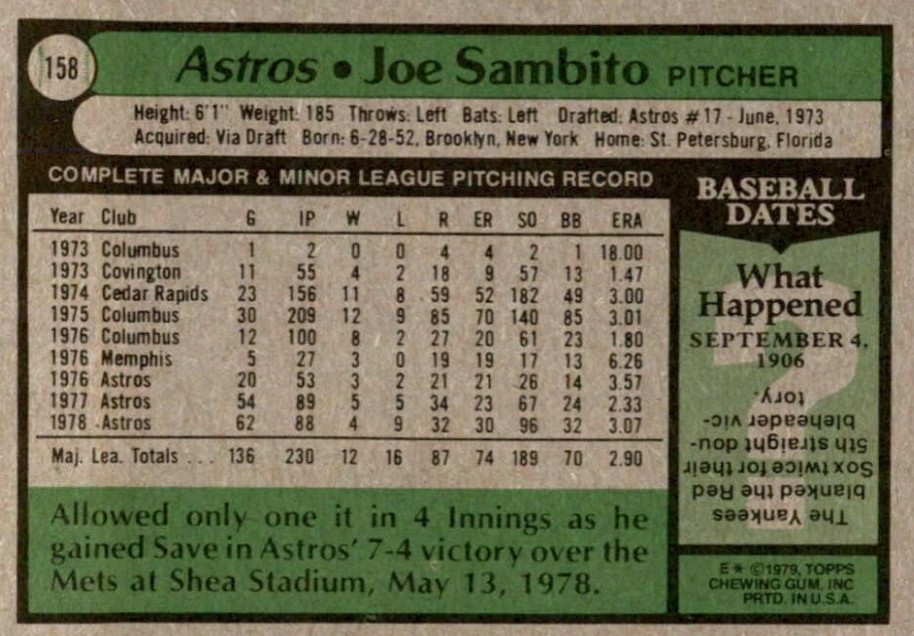 158
Astros • Joe Sambito PITCHER
Height: 6'1" Weight: 185 Throws: Left Bats: Left Drafted: Astros #17 - June, 1973
Acquired: Via Draft Born: 6-28-52, Brooklyn, New York Home: St. Petersburg, Florida
COMPLETE MAJOR & MINOR LEAGUE PITCHING RECORD
Year Club G IP W L R ER SO BB ERA
1973 Columbus 1 2 0 0 4 4 2 1 18.00
1973 Covington 11 55 4 2 18 9 57 13 1.47
1974 Cedar Rapids 23 156 11 8 59 52 182 49 3.00
1975 Columbus 30 209 12 9 85 70 140 85 3.01
1976 Columbus 12 100 8 2 27 20 61 23 1.80
1976 Memphis 5 27 3 0 19 19 17 13 6.26
1976 Astros 20 53 3 2 21 21 26 14 3.57
1977 Astros 54 89 5 5 34 23 67 24 2.33
1978 Astros 62 88 4 9 32 30 96 32 3.07
Maj. Lea. Totals ... 136 230 12 16 87 74 189 70 2.90
Allowed only one it in 4 Innings as he
gained Save in Astros' 7-4 victory over the
Mets at Shea Stadium, May 13, 1978.
BASEBALL
DATES
What
Happened
SEPTEMBER 4,
1906
The Yankees
blanked the Red
Sox twice for their
5th straight dou-
bleheader vic-
tory.
E * ©1979, TOPPS
CHEWING GUM, INC
PRTD. IN U.S.A.